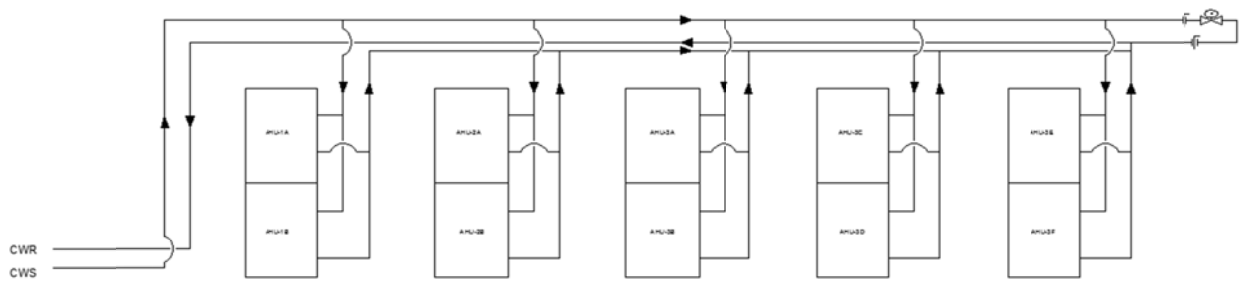 AHU-1A
AHU-2A
AHU-3A
AHU-3C
AHU-3E
AHU-1B
AHU-2B
AHU-3B
AHU-3D
AHU-3F
CWR
CWS